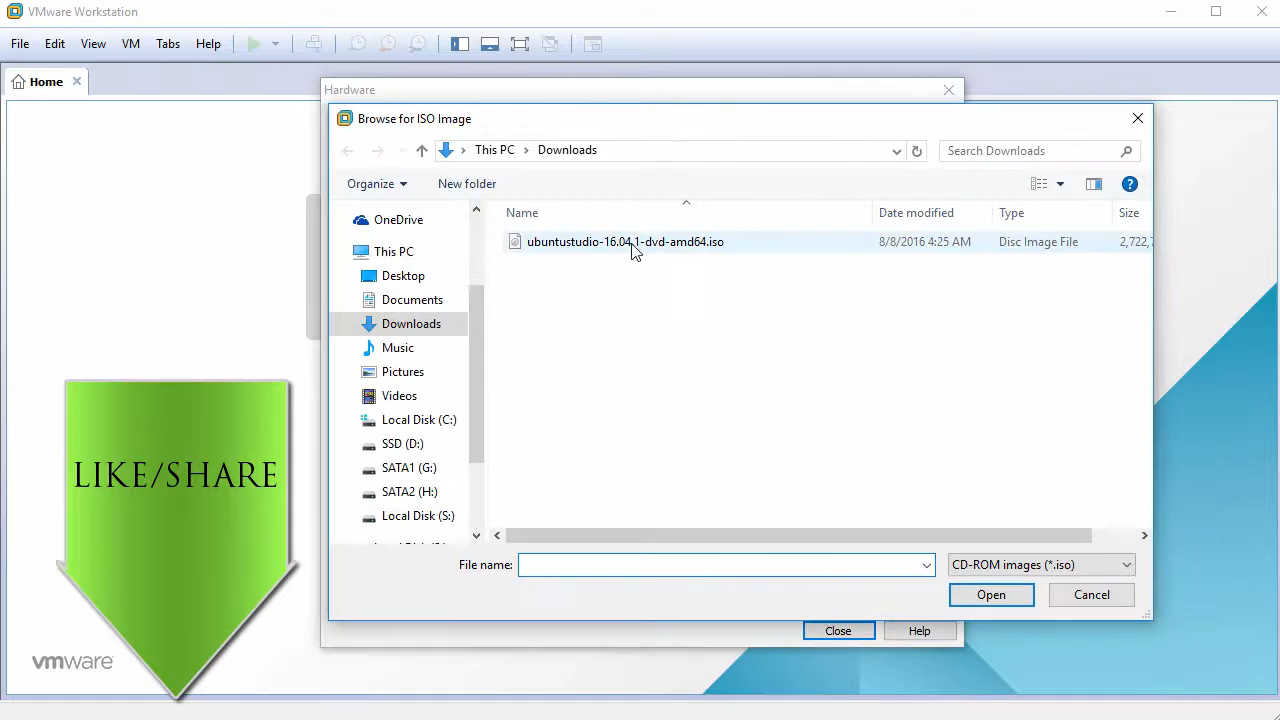 VMware Workstation
File Edit View VM Tabs Help
Home
Hardware
Browse for ISO Image
This PC > Downloads
Search Downloads
Organize New folder
Name Date modified Type Size
ubuntustudio-16.04.1-dvd-amd64.iso 8/8/2016 4:25 AM Disc Image File 2,722,
OneDrive
This PC
Desktop
Documents
Downloads
Music
Pictures
Videos
Local Disk (C:)
SSD (D:)
SATA1 (G:)
SATA2 (H:)
Local Disk (S:)
LIKE/SHARE
File name: CD-ROM images (*.iso)
Open Cancel
Close Help
vmware